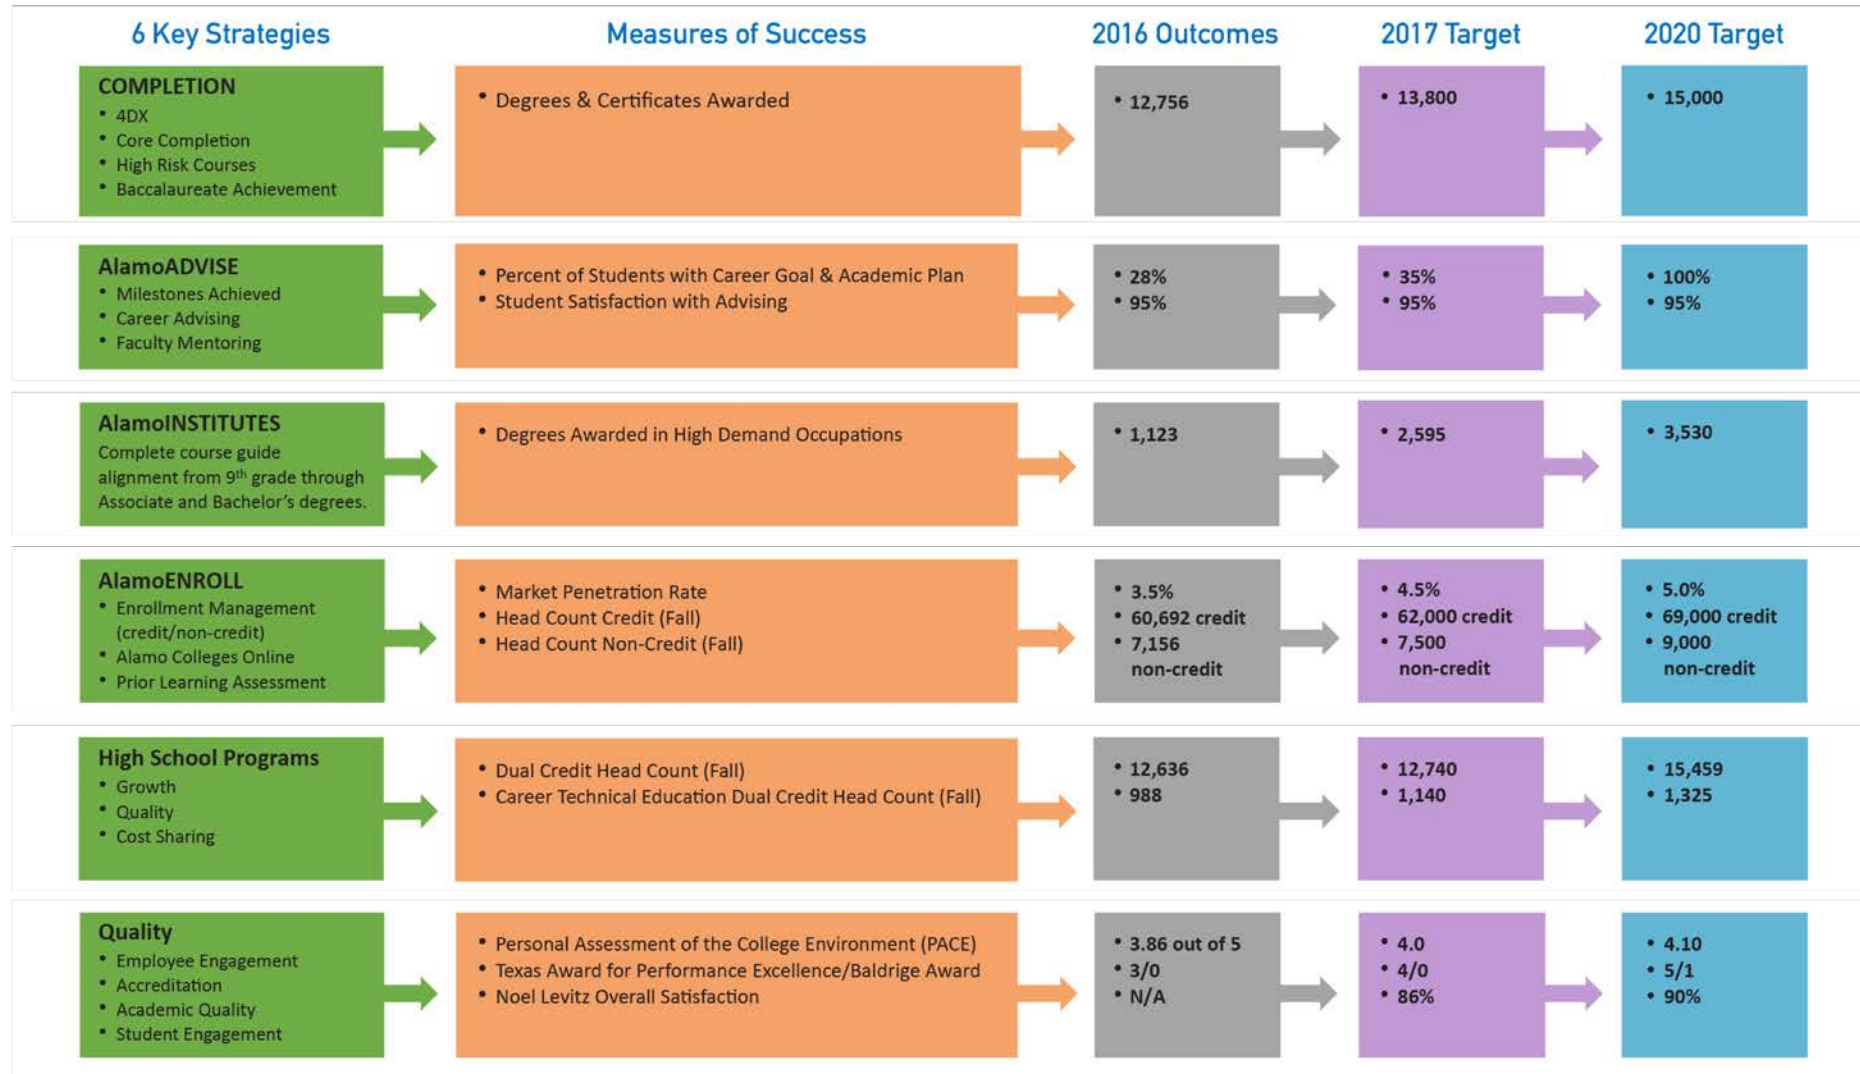 6 Key Strategies
Measures of Success
2016 Outcomes
2017 Target
2020 Target
COMPLETION
• 4DX
• Core Completion
• High Risk Courses
• Baccalaureate Achievement
• Degrees & Certificates Awarded
• 12,756
• 13,800
• 15,000
AlamoADVISE
• Milestones Achieved
• Career Advising
• Faculty Mentoring
• Percent of Students with Career Goal & Academic Plan
• Student Satisfaction with Advising
• 28%
• 95%
• 35%
• 95%
• 100%
• 95%
AlamoINSTITUTES
Complete course guide
alignment from 9th grade through
Associate and Bachelor's degrees.
• Degrees Awarded in High Demand Occupations
• 1,123
• 2,595
• 3,530
AlamoENROLL
• Enrollment Management
(credit/non-credit)
• Alamo Colleges Online
• Prior Learning Assessment
• Market Penetration Rate
• Head Count Credit (Fall)
• Head Count Non-Credit (Fall)
• 3.5%
• 60,692 credit
• 7,156
non-credit
• 4.5%
• 62,000 credit
• 7,500
non-credit
• 5.0%
• 69,000 credit
• 9,000
non-credit
High School Programs
• Growth
• Quality
• Cost Sharing
• Dual Credit Head Count (Fall)
• Career Technical Education Dual Credit Head Count (Fall)
• 12,636
• 988
• 12,740
• 1,140
• 15,459
• 1,325
Quality
• Employee Engagement
• Accreditation
• Academic Quality
• Student Engagement
• Personal Assessment of the College Environment (PACE)
• Texas Award for Performance Excellence/Baldrige Award
• Noel Levitz Overall Satisfaction
• 3.86 out of 5
• 3/0
• N/A
• 4.0
• 4/0
• 86%
• 4.10
• 5/1
• 90%